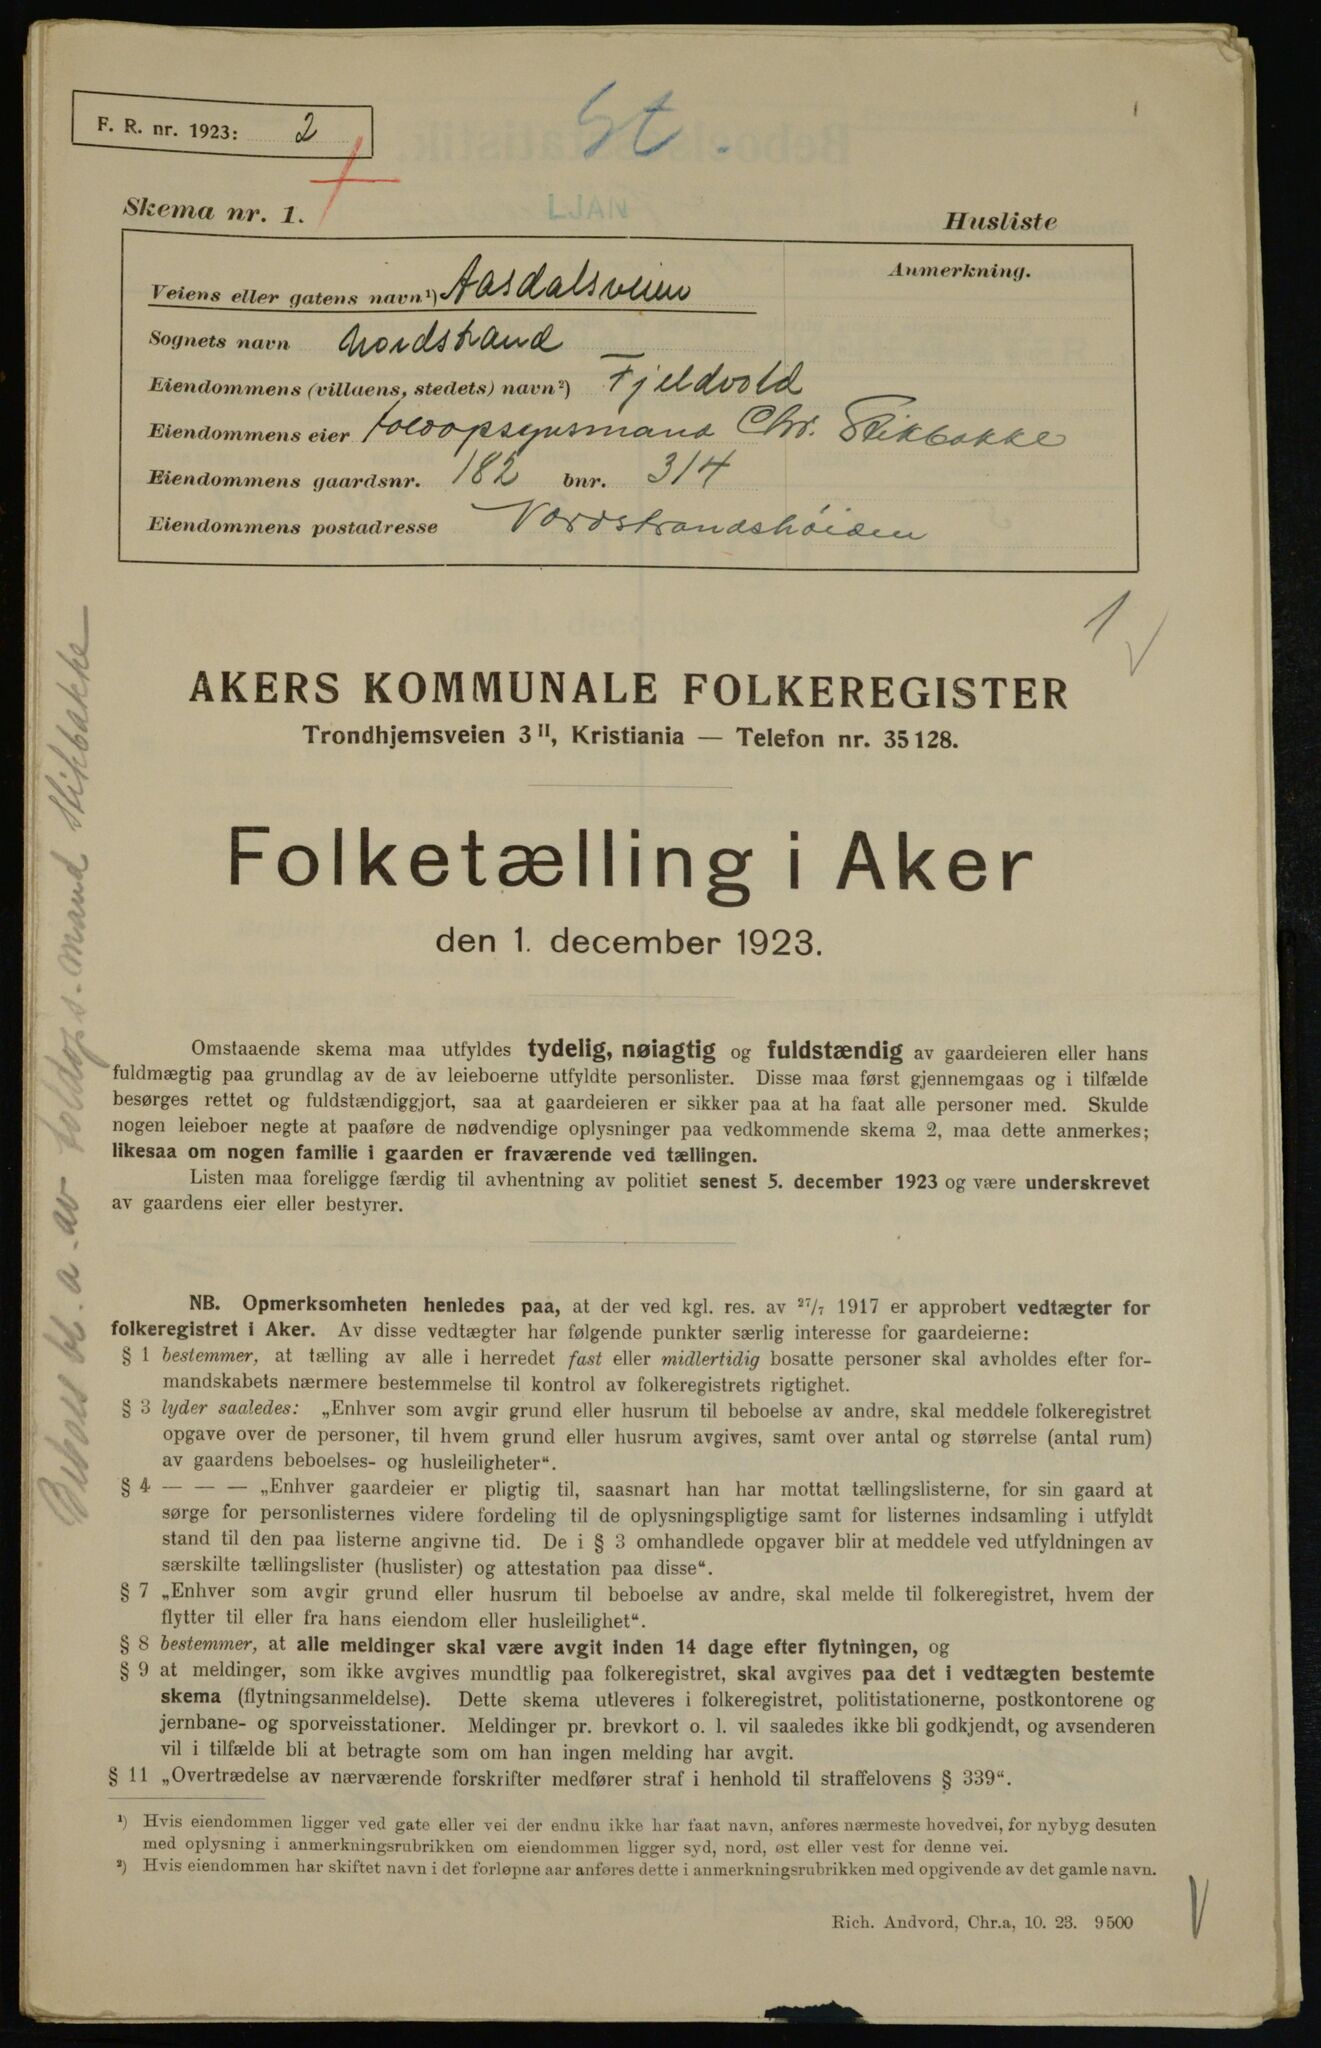 F. R. nr. 1923: 2
St.
LJAN
Skema nr. 1.
Husliste
Veiens eller gatens navn¹) Aasdalsveien
Anmerkning.
Sognets navn Nordstrand
Eiendommens (villaens, stedets) navn²) Fjeldvold
Eiendommens eier toldopsynsmand Chr. Stikbakke
Eiendommens gaardsnr. 182 bnr. 314
Eiendommens postadresse Nordstrandshøiden
1
AKERS KOMMUNALE FOLKEREGISTER
Trondhjemsveien 3 II, Kristiania — Telefon nr. 35128.
Folketælling i Aker
den 1. december 1923.
Omstaaende skema maa utfyldes tydelig, nøiagtig og fuldstændig av gaardeieren eller hans
fuldmægtig paa grundlag av de av leieboerne utfyldte personlister. Disse maa først gjennemgaas og i tilfælde
besørges rettet og fuldstændiggjort, saa at gaardeieren er sikker paa at ha faat alle personer med. Skulde
nogen leieboer negte at paaføre de nødvendige oplysninger paa vedkommende skema 2, maa dette anmerkes;
likesaa om nogen familie i gaarden er fraværende ved tællingen.
Listen maa foreligge færdig til avhentning av politiet senest 5. december 1923 og være underskrevet
av gaardens eier eller bestyrer.
NB. Opmerksomheten henledes paa, at der ved kgl. res. av 27/7 1917 er approbert vedtægter for
folkeregistret i Aker. Av disse vedtægter har følgende punkter særlig interesse for gaardeierne:
§ 1 bestemmer, at tælling av alle i herredet fast eller midlertidig bosatte personer skal avholdes efter for-
mandskabets nærmere bestemmelse til kontrol av folkeregistrets rigtighet.
§ 3 lyder saaledes: „Enhver som avgir grund eller husrum til beboelse av andre, skal meddele folkeregistret
opgave over de personer, til hvem grund eller husrum avgives, samt over antal og størrelse (antal rum)
av gaardens beboelses- og husleiligheter“.
§ 4 — — — „Enhver gaardeier er pligtig til, saasnart han har mottat tællingslisterne, for sin gaard at
sørge for personlisternes videre fordeling til de oplysningspligtige samt for listernes indsamling i utfyldt
stand til den paa listerne angivne tid. De i § 3 omhandlede opgaver blir at meddele ved utfyldningen av
særskilte tællingslister (huslister) og attestation paa disse“.
§ 7 „Enhver som avgir grund eller husrum til beboelse av andre, skal melde til folkeregistret, hvem der
flytter til eller fra hans eiendom eller husleilighet“.
§ 8 bestemmer, at alle meldinger skal være avgit inden 14 dage efter flytningen, og
§ 9 at meldinger, som ikke avgives mundtlig paa folkeregistret, skal avgives paa det i vedtægten bestemte
skema (flytningsanmeldelse). Dette skema utleveres i folkeregistret, politistationerne, postkontorene og
jernbane- og sporveisstationer. Meldinger pr. brevkort o. l. vil saaledes ikke bli godkjendt, og avsenderen
vil i tilfælde bli at betragte som om han ingen melding har avgit.
§ 11 „Overtrædelse av nærværende forskrifter medfører straf i henhold til straffelovens § 339“.
¹) Hvis eiendommen ligger ved gate eller vei der endnu ikke har faat navn, anføres nærmeste hovedvei, for nybyg desuten
med oplysning i anmerkningsrubrikken om eiendommen ligger syd, nord, øst eller vest for denne vei.
²) Hvis eiendommen har skiftet navn i det forløpne aar anføres dette i anmerkningsrubrikken med opgivende av det gamle navn.
Rich. Andvord, Chr.a, 10. 23. 9500
Beboes bl. a. av toldops.mand Stikbakke